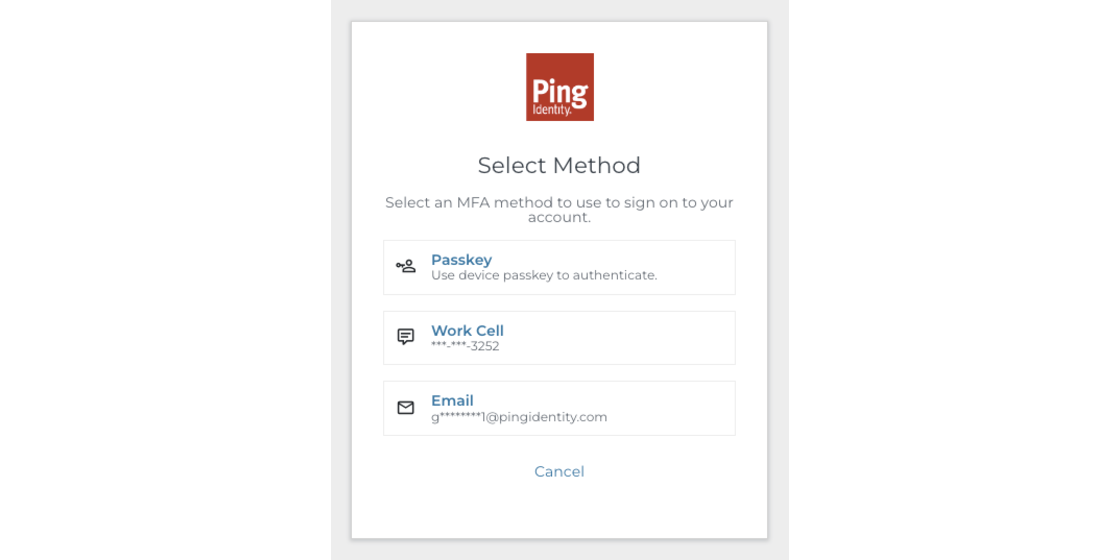 Ping
Identity.
Select Method
Select an MFA method to use to sign on to your
account.
Passkey
Use device passkey to authenticate.
Work Cell
***-***-3252
Email
g********1@pingidentity.com
Cancel